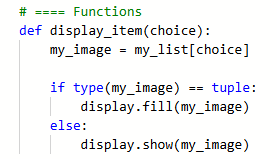 # ==== Functions
def display_item(choice):
    my_image = my_list[choice]

    if type(my_image) == tuple:
        display.fill(my_image)
    else:
        display.show(my_image)